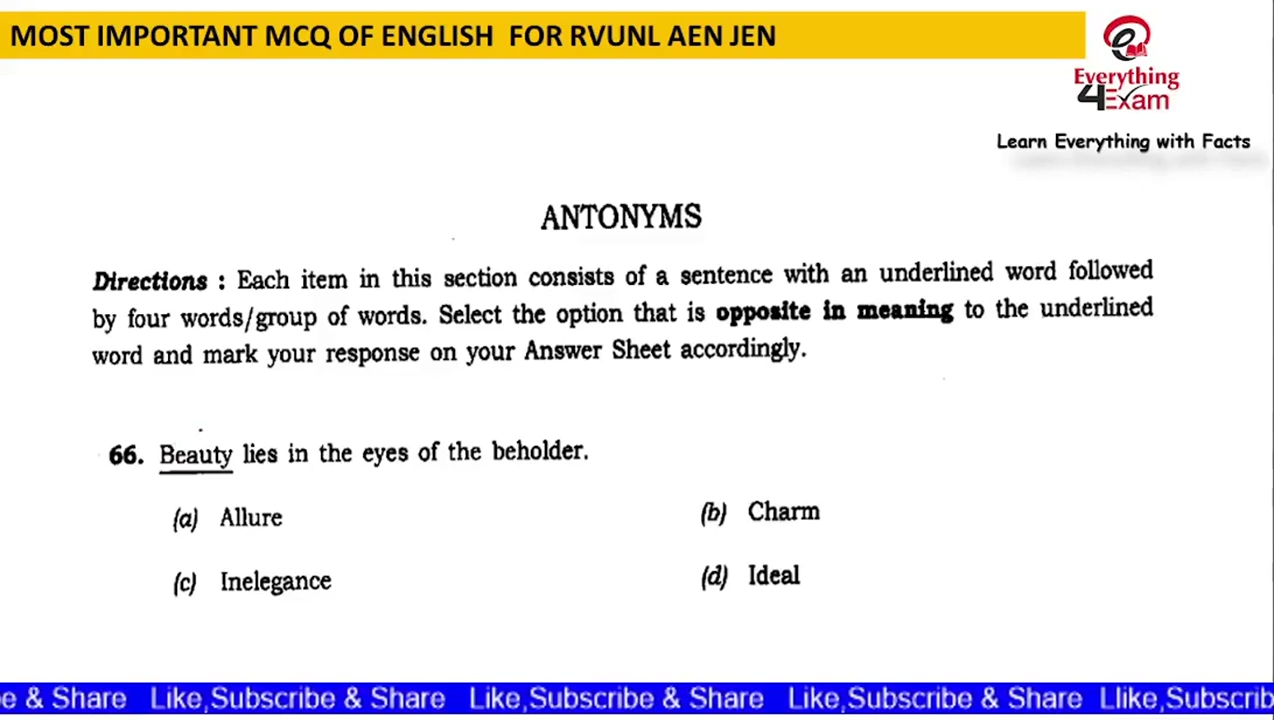 MOST IMPORTANT MCQ OF ENGLISH FOR RVUNL AEN JEN
e
Everything
4Exam
Learn Everything with Facts
ANTONYMS
Directions : Each item in this section consists of a sentence with an underlined word followed
by four words/group of words. Select the option that is opposite in meaning to the underlined
word and mark your response on your Answer Sheet accordingly.
66. Beauty lies in the eyes of the beholder.
(a) Allure (b) Charm
(c) Inelegance (d) Ideal
e & Share Like,Subscribe & Share Like,Subscribe & Share Like,Subscribe & Share Llike,Subscrib